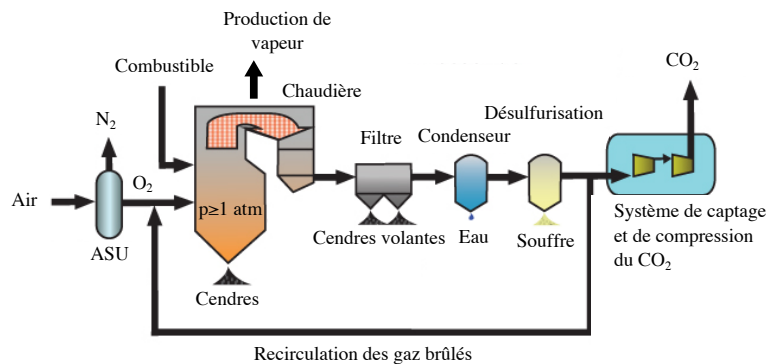 Production de
vapeur
CO2
Combustible
Chaudière
Désulfurisation
N2
Filtre
Condenseur
Air
O2
p≥1 atm
ASU
Cendres
Cendres volantes
Eau
Souffre
Système de captage
et de compression
du CO2
Recirculation des gaz brûlés